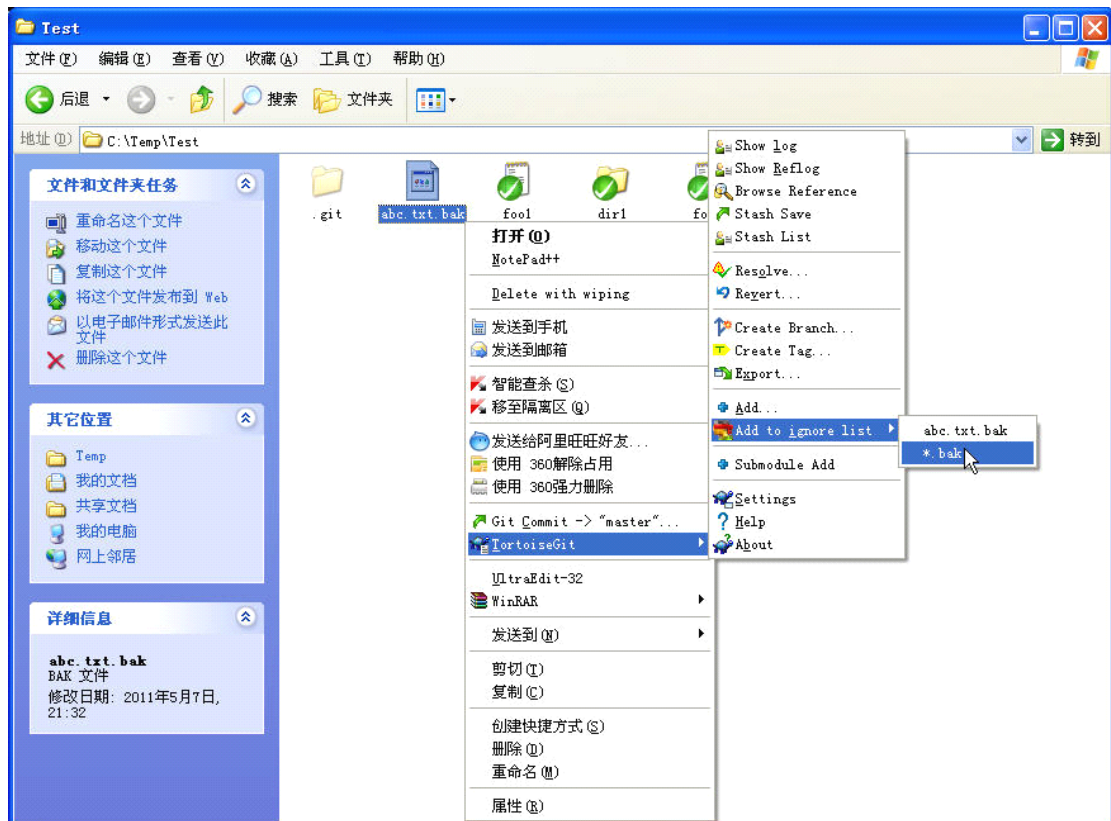 Test
文件(F) 编辑(E) 查看(V) 收藏(A) 工具(T) 帮助(H)
后退 搜索 文件夹
地址(D) C:\Temp\Test 转到
文件和文件夹任务
重命名这个文件
移动这个文件
复制这个文件
将这个文件发布到 Web
以电子邮件形式发送此
文件
删除这个文件
其它位置
Temp
我的文档
共享文档
我的电脑
网上邻居
详细信息
abc.txt.bak
BAK 文件
修改日期: 2011年5月7日,
21:32
.git abc.txt.bak foo1 dir1 fo
打开(O)
NotePad++
Delete with wiping
发送到手机
发送到邮箱
智能查杀(S)
移至隔离区(Q)
发送给阿里旺旺好友...
使用 360解除占用
使用 360强力删除
Git Commit -> "master"...
TortoiseGit
UltraEdit-32
WinRAR
发送到(N)
剪切(T)
复制(C)
创建快捷方式(S)
删除(D)
重命名(M)
属性(R)
Show log
Show Reflog
Browse Reference
Stash Save
Stash List
Resolve...
Revert...
Create Branch...
Create Tag...
Export...
Add...
Add to ignore list
Submodule Add
Settings
Help
About
abc.txt.bak
*.bak